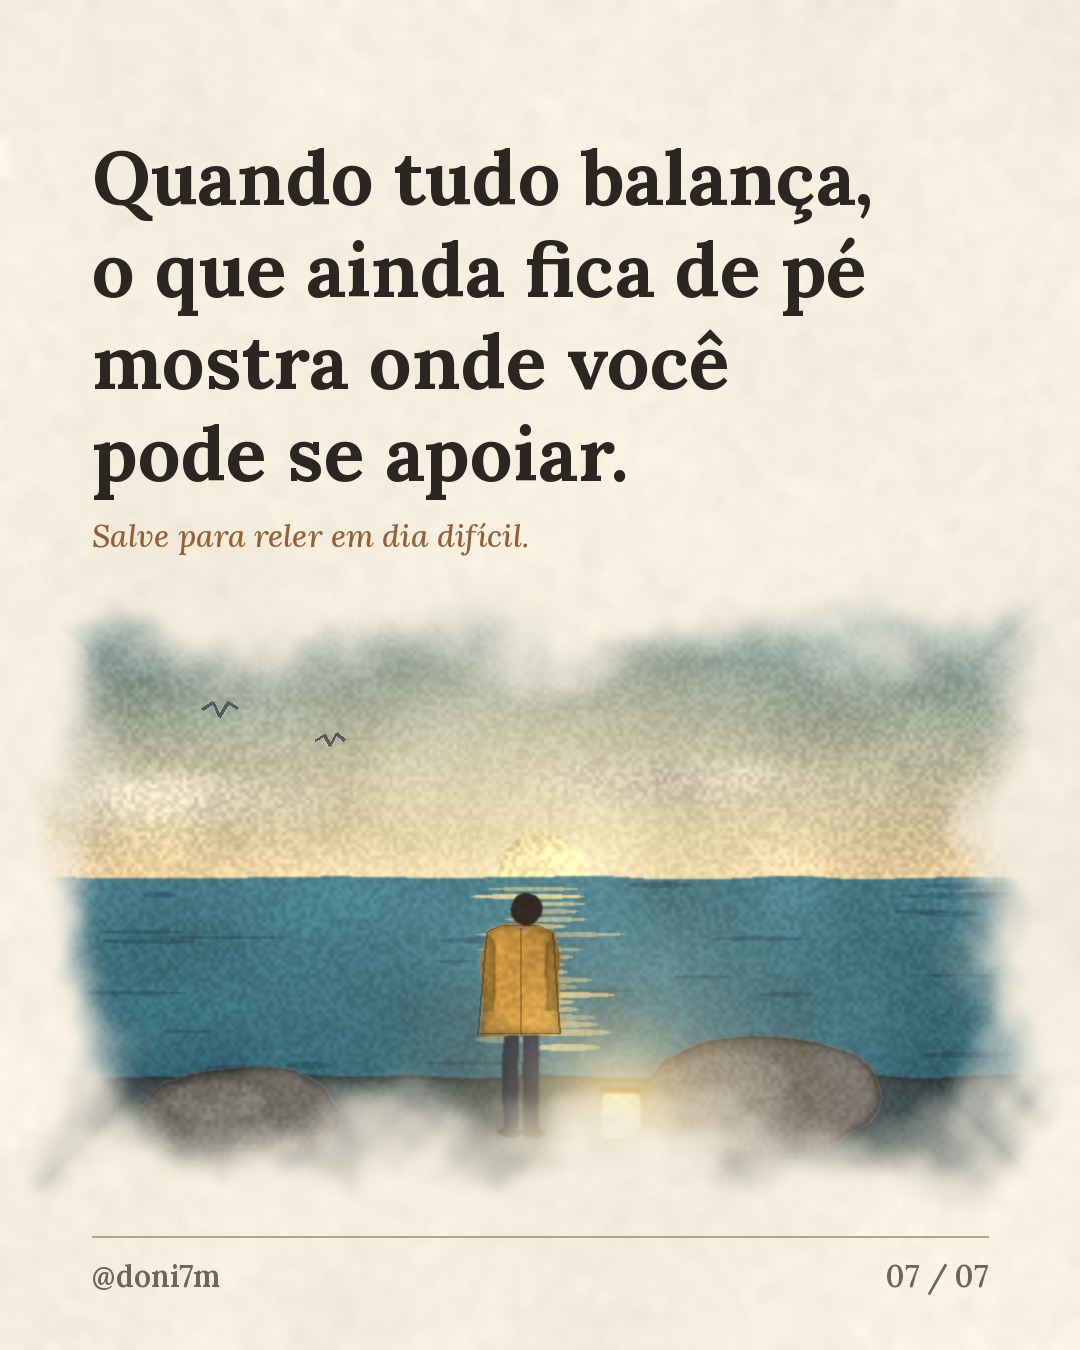 Quando tudo balança,
o que ainda fica de pé
mostra onde você
pode se apoiar.
Salve para reler em dia difícil.
@doni7m
07 / 07